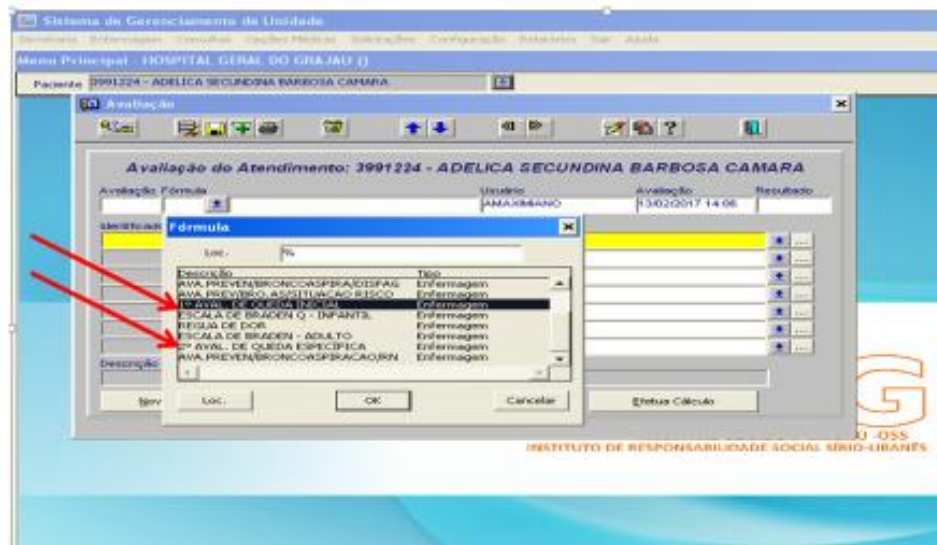 Sistema de Gerenciamento de Unidade
Menu Principal - HOSPITAL GERAL DO GRAJAU ()
Paciente 3991224 - ADELICA SECUNDINA BARBOSA CAMARA
Avaliação
Avaliação do Atendimento: 3991224 - ADELICA SECUNDINA BARBOSA CAMARA
Avaliação Fórmula Usuário Avaliação Resultado
AMAXIMIANO 13/02/2017 14:06
Fórmula
Loc. %
Descrição Tipo
AVA.PREVEN/BRONCOASPIRA/DISFAG Enfermagem
AVA.PREV/BRO.AS/SITUACAO RISCO Enfermagem
1ª AVAL. DE QUEDA INICIAL Enfermagem
ESCALA DE BRADEN Q - INFANTIL Enfermagem
REGUA DE DOR Enfermagem
ESCALA DE BRADEN - ADULTO Enfermagem
2ª AVAL. DE QUEDA ESPECIFICA Enfermagem
AVA.PREVEN/BRONCOASPIRACAO/RN Enfermagem
Descrição
Loc. OK Cancelar Efetua Cálculo
-OSS
INSTITUTO DE RESPONSABILIDADE SOCIAL SÍRIO-LIBANÊS